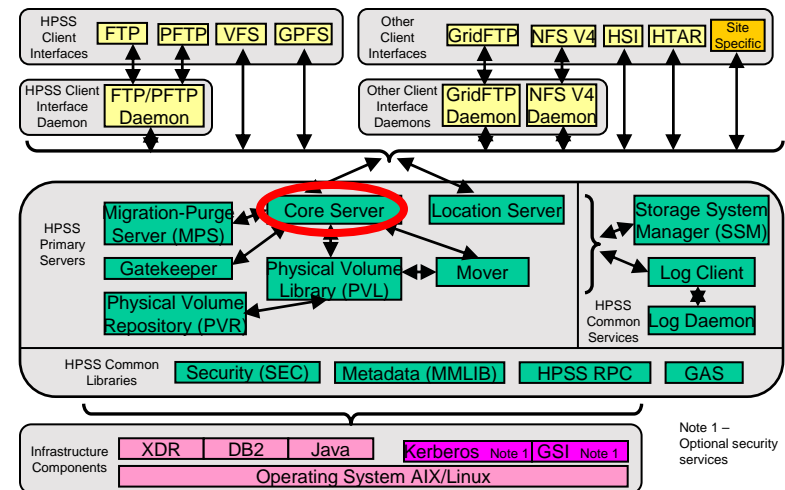 HPSS
Client
Interfaces
FTP
PFTP
VFS
GPFS
Other
Client
Interfaces
GridFTP
NFS V4
HSI
HTAR
Site
Specific
HPSS Client
Interface
Daemon
FTP/PFTP
Daemon
Other Client
Interface
Daemons
GridFTP
Daemon
NFS V4
Daemon
HPSS
Primary
Servers
Migration-Purge
Server (MPS)
Core Server
Location Server
Gatekeeper
Physical Volume
Library (PVL)
Mover
Physical Volume
Repository (PVR)
Storage System
Manager (SSM)
Log Client
HPSS
Common
Services
Log Daemon
HPSS Common
Libraries
Security (SEC)
Metadata (MMLIB)
HPSS RPC
GAS
Infrastructure
Components
XDR
DB2
Java
Kerberos Note 1
GSI Note 1
Operating System AIX/Linux
Note 1 –
Optional security
services